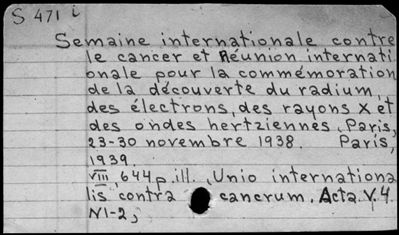 S 471 i
Semaine internationale contre
le cancer et Réunion internati
onale pour la commémoration
de la découverte du radium,
des électrons, des rayons X et
des ondes hertziennes, Paris,
23-30 novembre 1938. Paris,
1939.
VIII, 644 p. ill. (Unio internationa
lis contra cancrum. Acta. V. 4
N1-2)